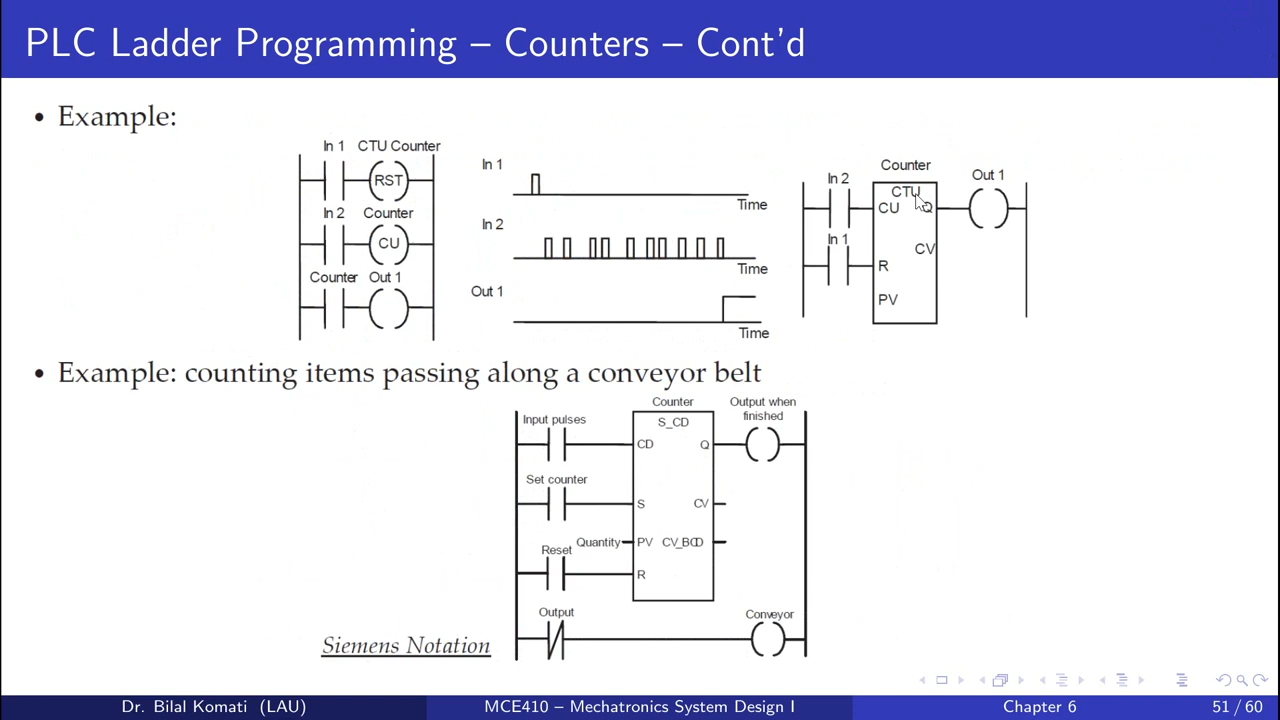 PLC Ladder Programming – Counters – Cont'd
• Example:
In 1 CTU Counter
RST
In 2 Counter
CU
Counter Out 1
In 1
Time
In 2
Time
Out 1
Time
Counter
In 2 CTU Out 1
CU Q
CV
In 1
R
PV
• Example: counting items passing along a conveyor belt
Counter
Output when
finished
Input pulses S_CD
CD Q
Set counter
S CV
Quantity PV CV_BCD
Reset
R
Output Conveyor
Siemens Notation
Dr. Bilal Komati (LAU) MCE410 – Mechatronics System Design I Chapter 6 51 / 60